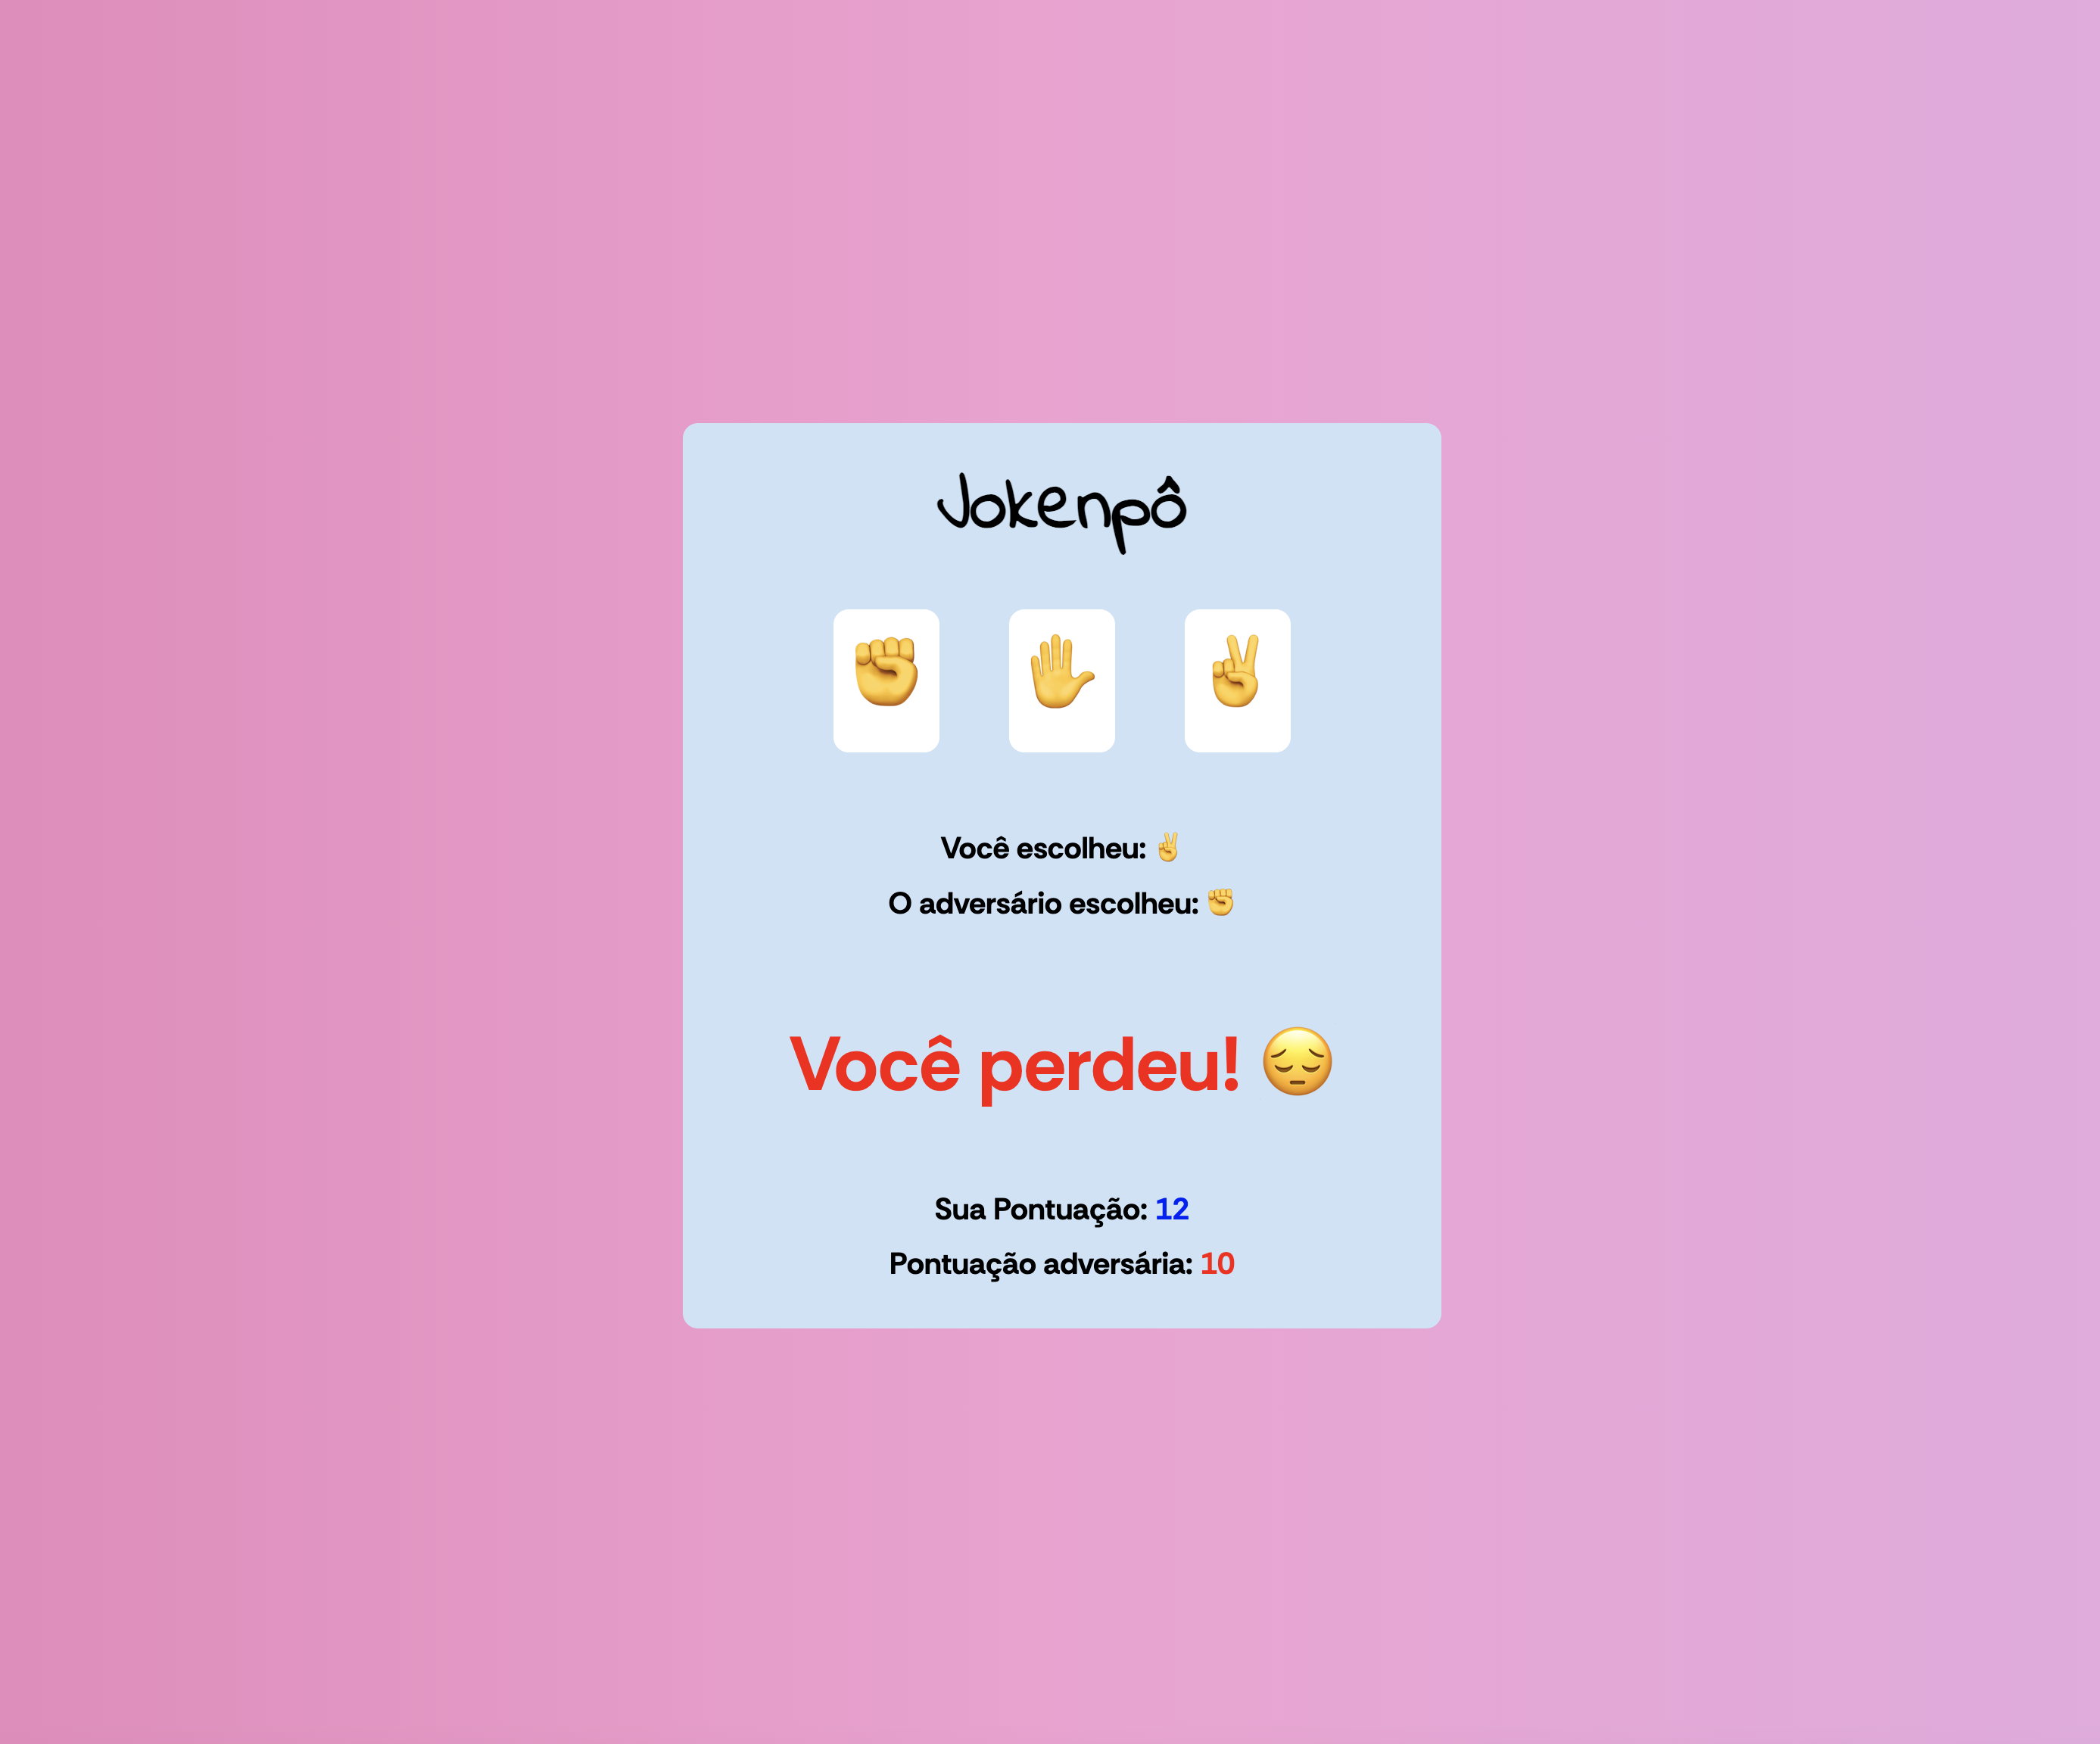 Jokenpô
Você escolheu: ✌️
O adversário escolheu: ✊
Você perdeu! 😔
Sua Pontuação: 12
Pontuação adversária: 10